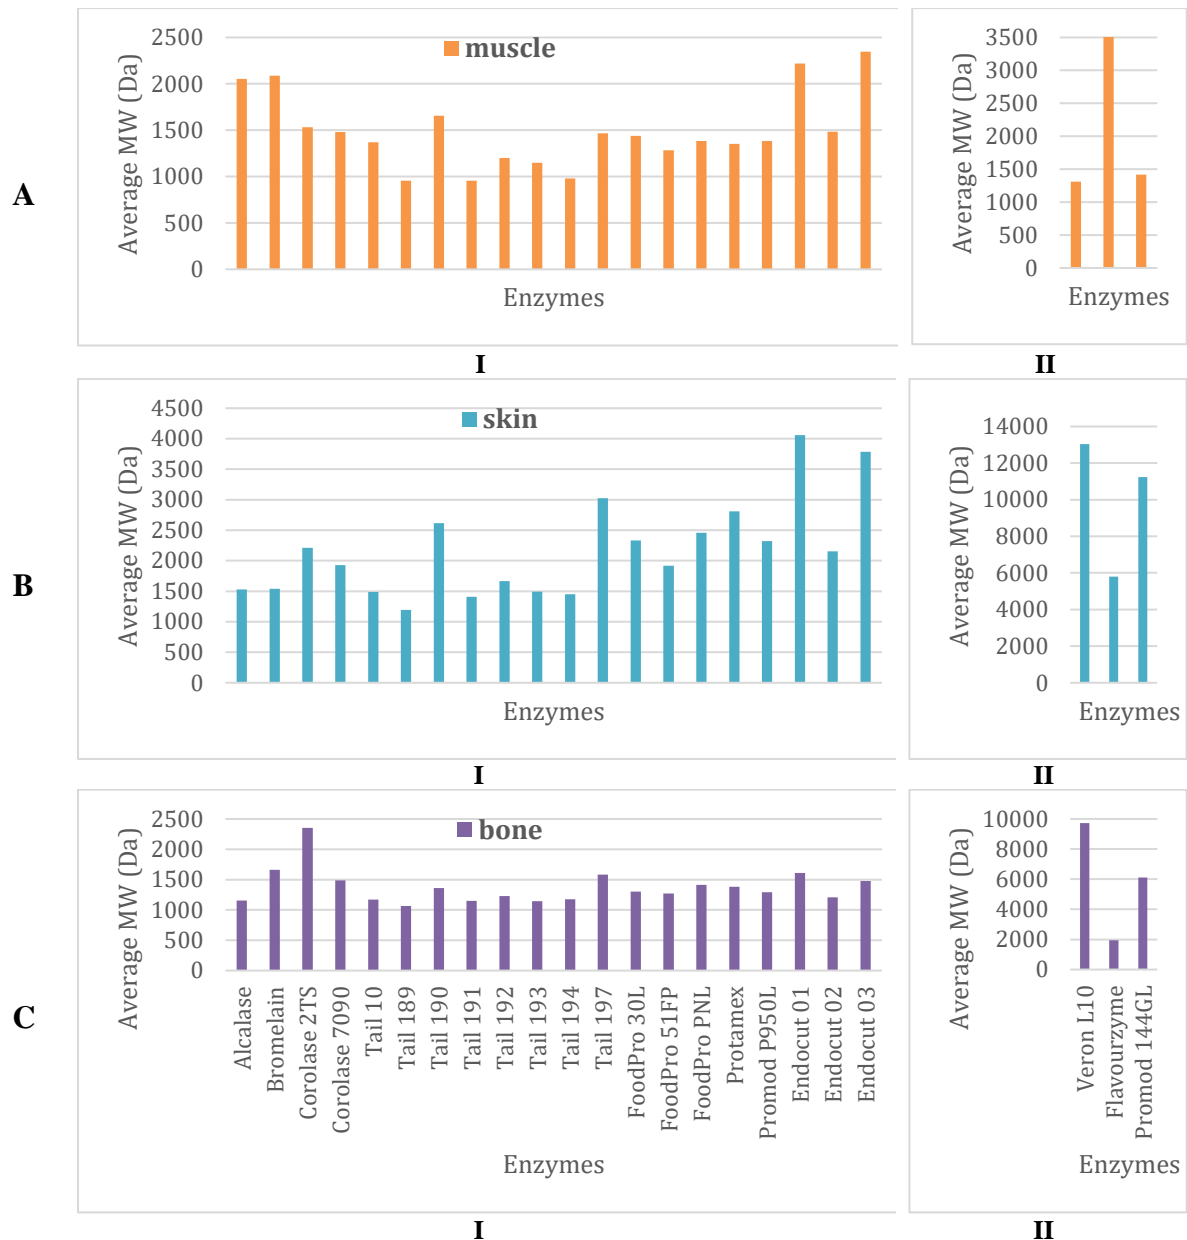 A
Average MW (Da)
2500
2000
1500
1000
500
0
muscle
Enzymes
I
Average MW (Da)
3500
3000
2500
2000
1500
1000
500
0
Enzymes
II
B
Average MW (Da)
4500
4000
3500
3000
2500
2000
1500
1000
500
0
skin
Enzymes
I
Average MW (Da)
14000
12000
10000
8000
6000
4000
2000
0
Enzymes
II
C
Average MW (Da)
2500
2000
1500
1000
500
0
bone
Alcalase
Bromelain
Corolase 2TS
Corolase 7090
Tail 10
Tail 189
Tail 190
Tail 191
Tail 192
Tail 193
Tail 194
Tail 197
FoodPro 30L
FoodPro 51FP
FoodPro PNL
Protamex
Promod P950L
Endocut 01
Endocut 02
Endocut 03
Enzymes
I
Average MW (Da)
10000
8000
6000
4000
2000
0
Veron L10
Flavourzyme
Promod 144GL
Enzymes
II